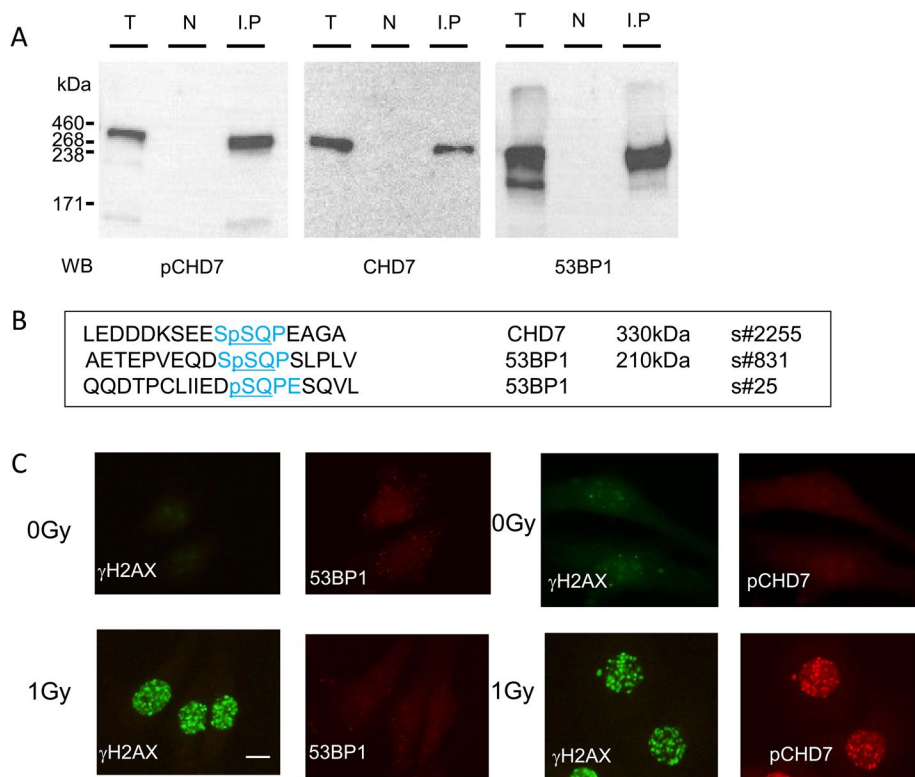 A
T N I.P T N I.P T N I.P
kDa
460
268
238
171
WB pCHD7 CHD7 53BP1
B
LEDDDKSEESpSQPEAGA CHD7 330kDa s#2255
AETEPVEQDSpSQPSLPLV 53BP1 210kDa s#831
QQDTPCLIIEDpSQPESQVL 53BP1 s#25
C
0Gy γH2AX 53BP1 0Gy γH2AX pCHD7
1Gy γH2AX 53BP1 1Gy γH2AX pCHD7